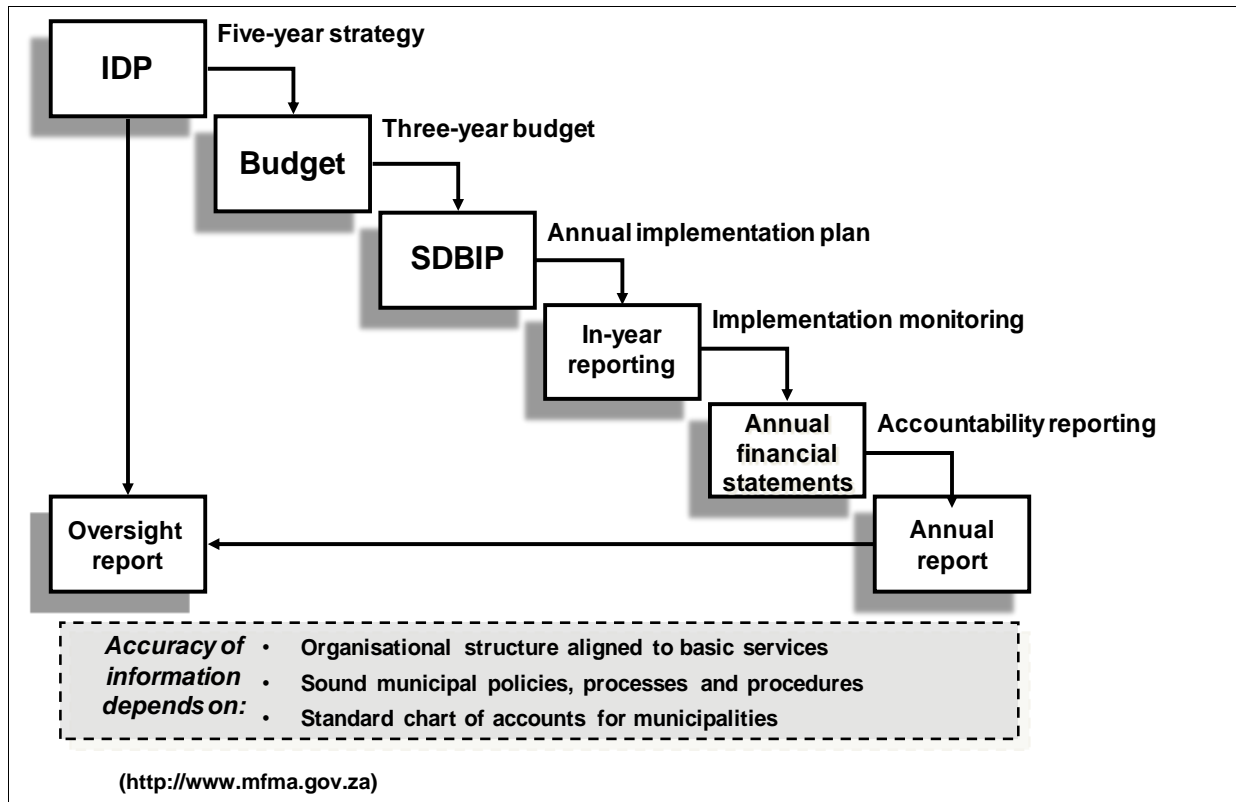 Five-year strategy
IDP
Three-year budget
Budget
Annual implementation plan
SDBIP
Implementation monitoring
In-year
reporting
Accountability reporting
Annual
financial
statements
Oversight
report
Annual
report
Accuracy of
information
depends on:
• Organisational structure aligned to basic services
• Sound municipal policies, processes and procedures
• Standard chart of accounts for municipalities
(http://www.mfma.gov.za)